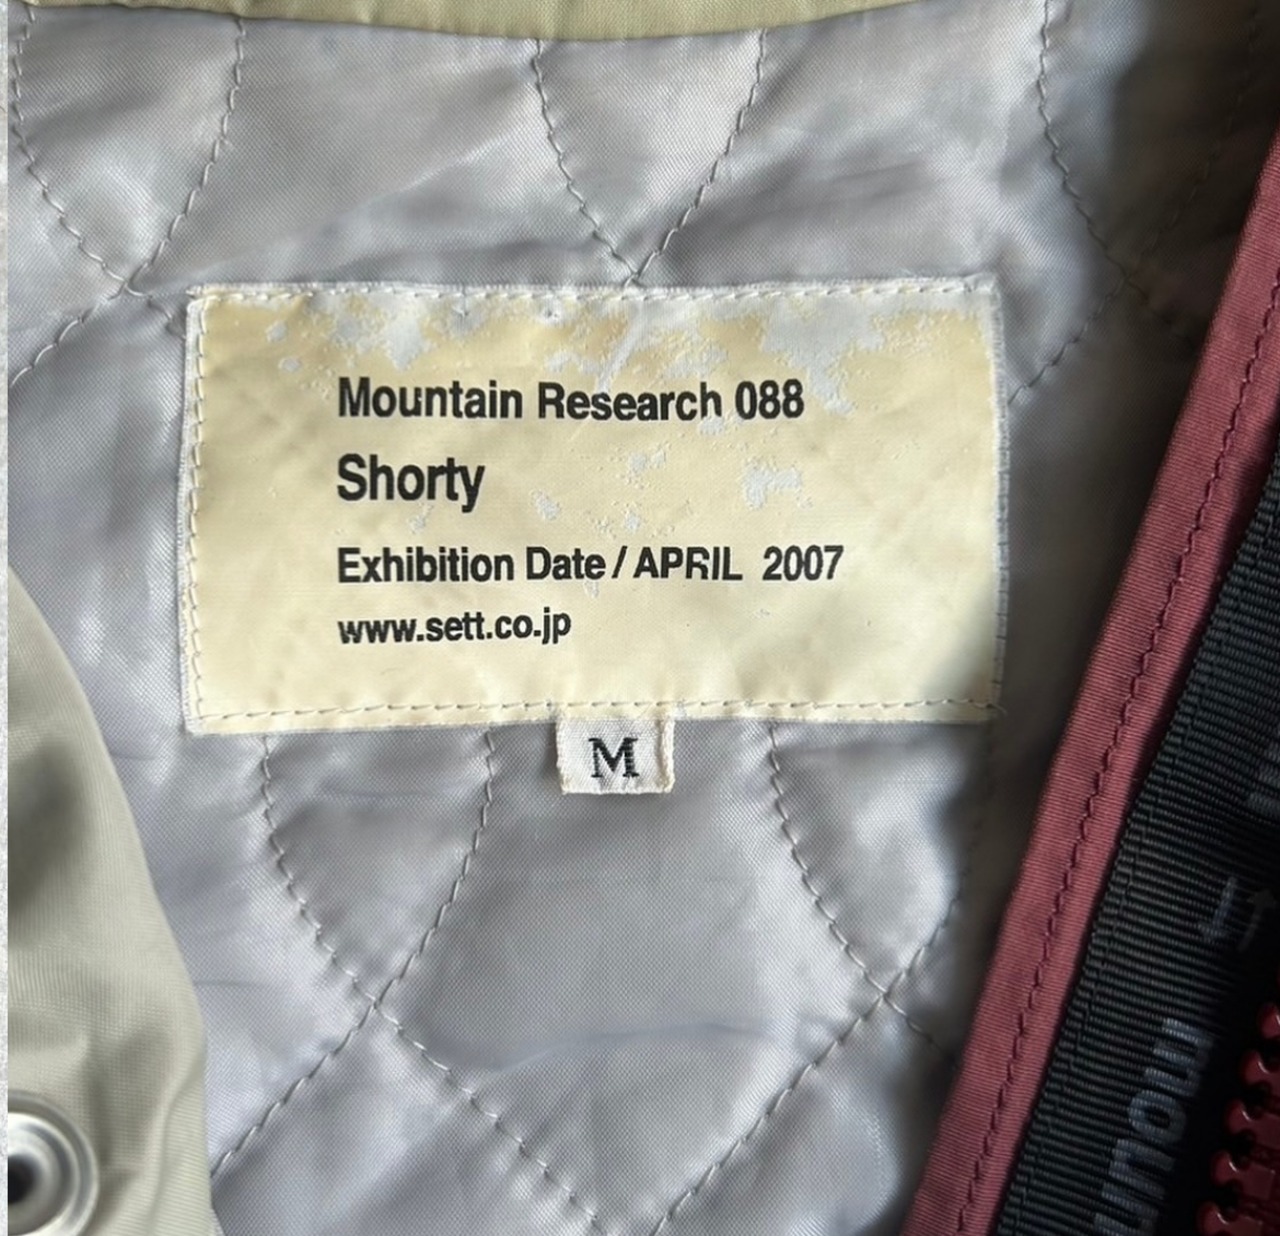 Mountain Research 088
Shorty
Exhibition Date / APRIL 2007
www.sett.co.jp
M